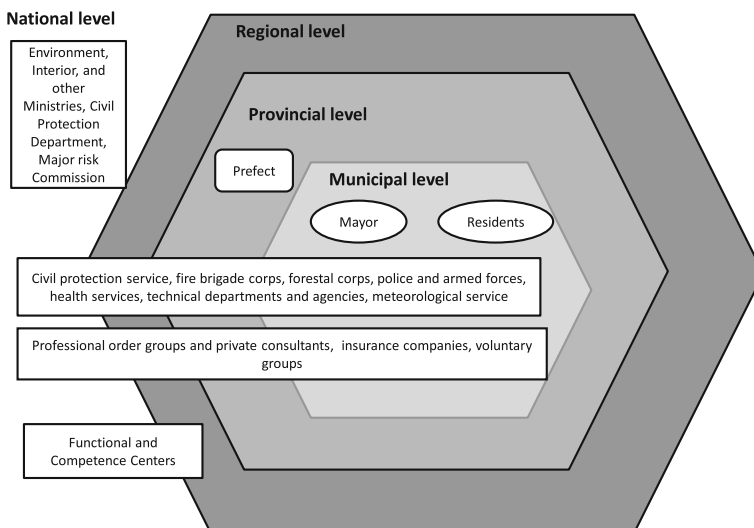 National level
Environment,
Interior, and
other
Ministries, Civil
Protection
Department,
Major risk
Commission
Regional level
Provincial level
Prefect
Municipal level
Mayor
Residents
Civil protection service, fire brigade corps, forestal corps, police and armed forces,
health services, technical departments and agencies, meteorological service
Professional order groups and private consultants, insurance companies, voluntary
groups
Functional and
Competence Centers